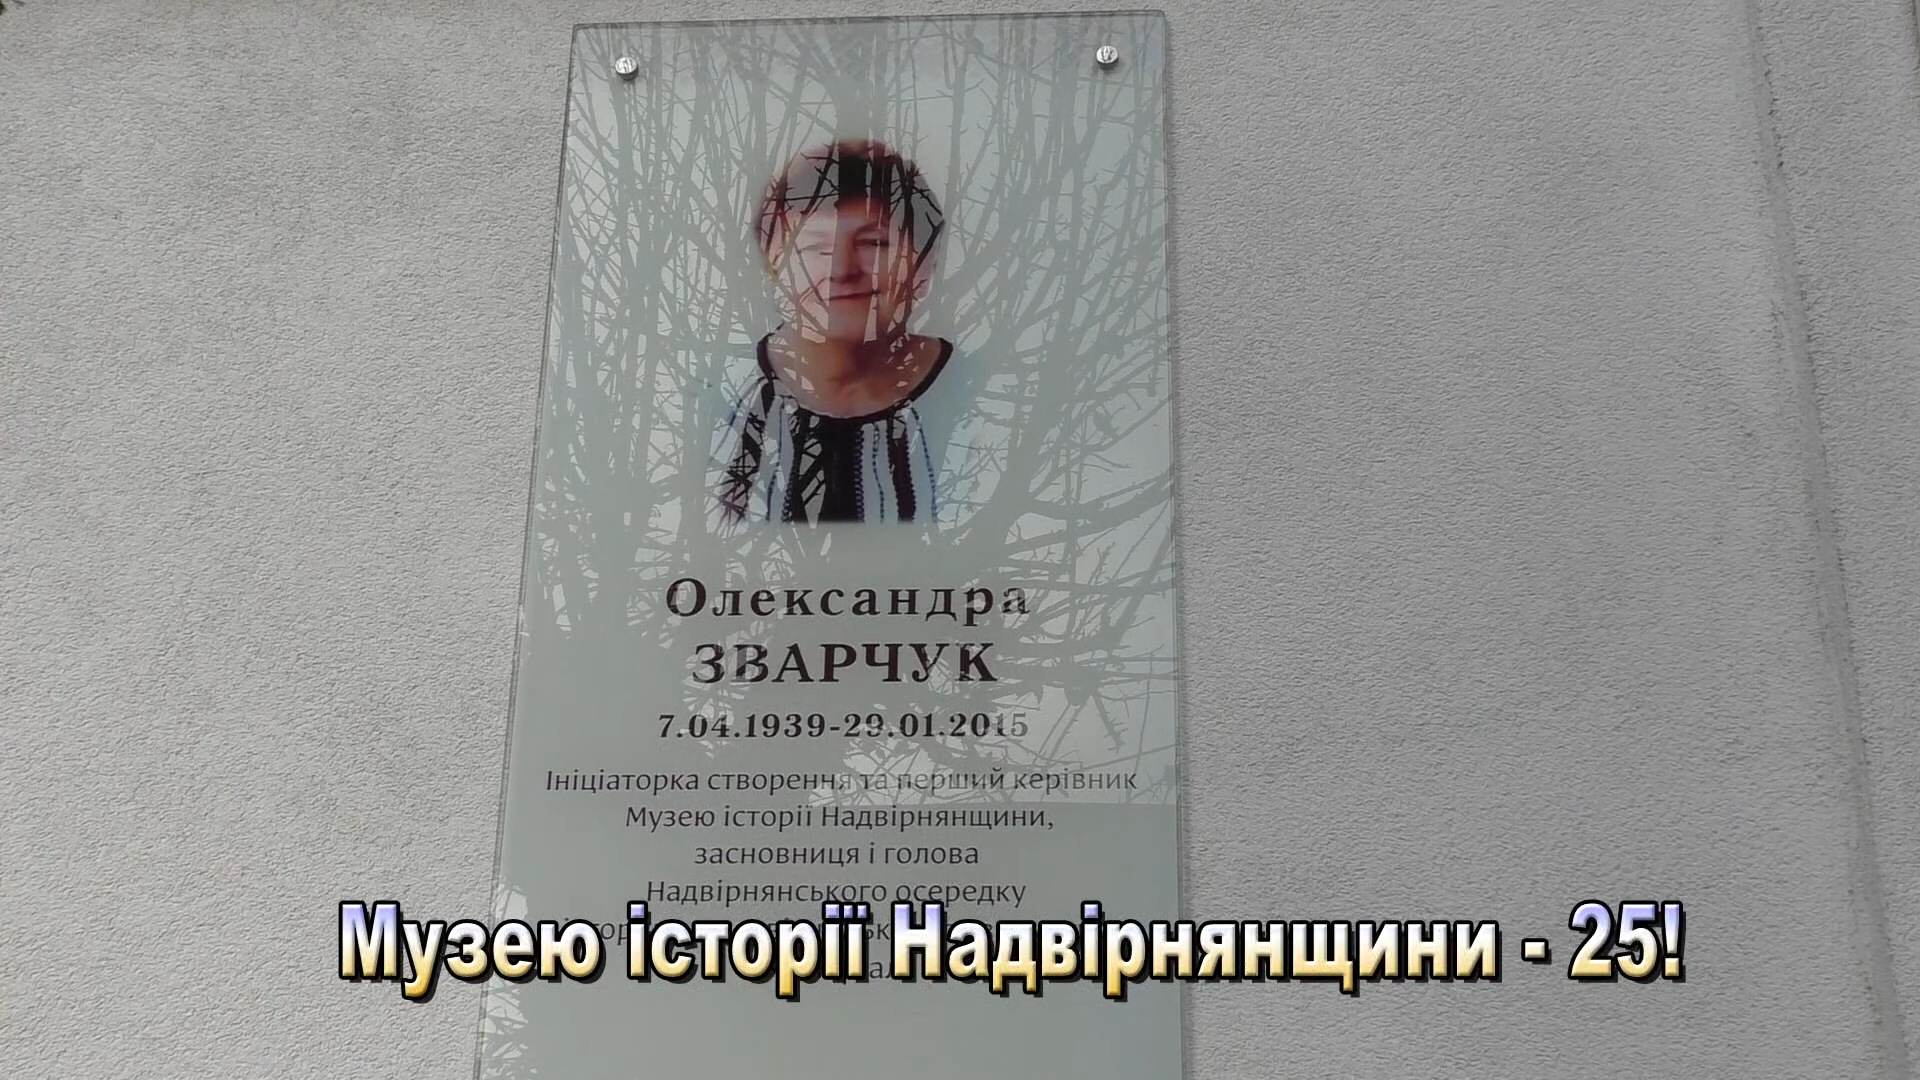 Олександра
ЗВАРЧУК
7.04.1939-29.01.2015
Ініціаторка створення та перший керівник
Музею історії Надвірнянщини,
засновниця і голова
Надвірнянського осередку
Музею історії Надвірнянщини - 25!